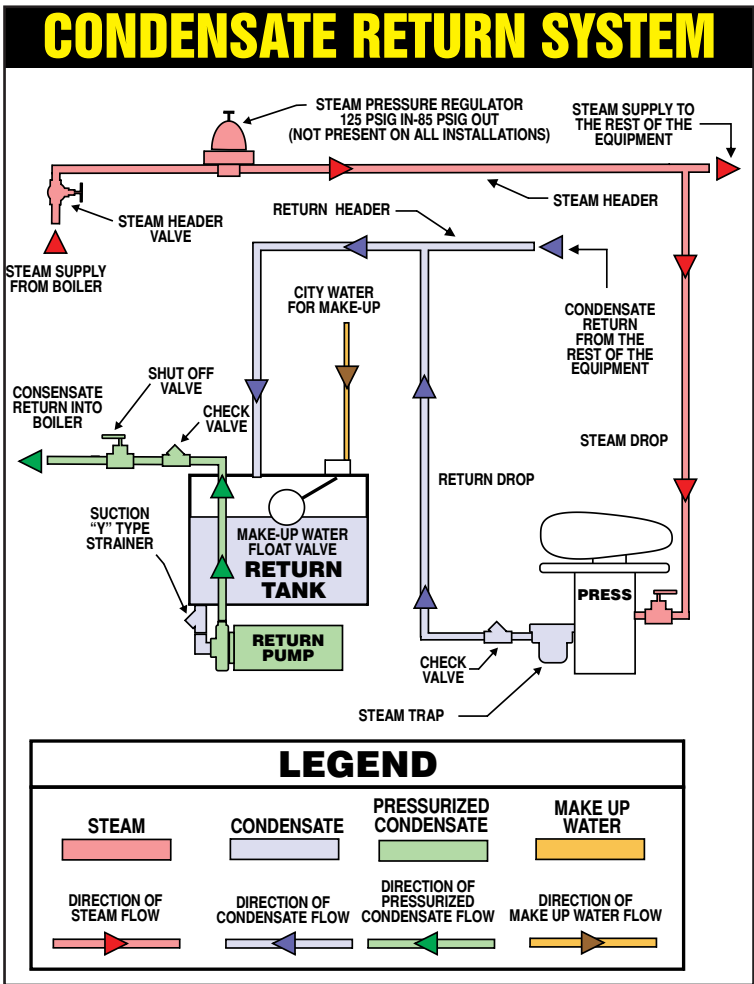 CONDENSATE RETURN SYSTEM
STEAM PRESSURE REGULATOR
125 PSIG IN-85 PSIG OUT
(NOT PRESENT ON ALL INSTALLATIONS)
STEAM SUPPLY TO
THE REST OF THE
EQUIPMENT
STEAM HEADER
VALVE
STEAM HEADER
RETURN HEADER
STEAM SUPPLY
FROM BOILER
CITY WATER
FOR MAKE-UP
CONDENSATE
RETURN
FROM THE
REST OF THE
EQUIPMENT
SHUT OFF
VALVE
CONSENSATE
RETURN INTO
BOILER
CHECK
VALVE
STEAM DROP
RETURN DROP
SUCTION
“Y” TYPE
STRAINER
MAKE-UP WATER
FLOAT VALVE
RETURN
TANK
PRESS
RETURN
PUMP
CHECK
VALVE
STEAM TRAP
LEGEND
STEAM
CONDENSATE
PRESSURIZED
CONDENSATE
MAKE UP
WATER
DIRECTION OF
STEAM FLOW
DIRECTION OF
CONDENSATE FLOW
DIRECTION OF
PRESSURIZED
CONDENSATE FLOW
DIRECTION OF
MAKE UP WATER FLOW